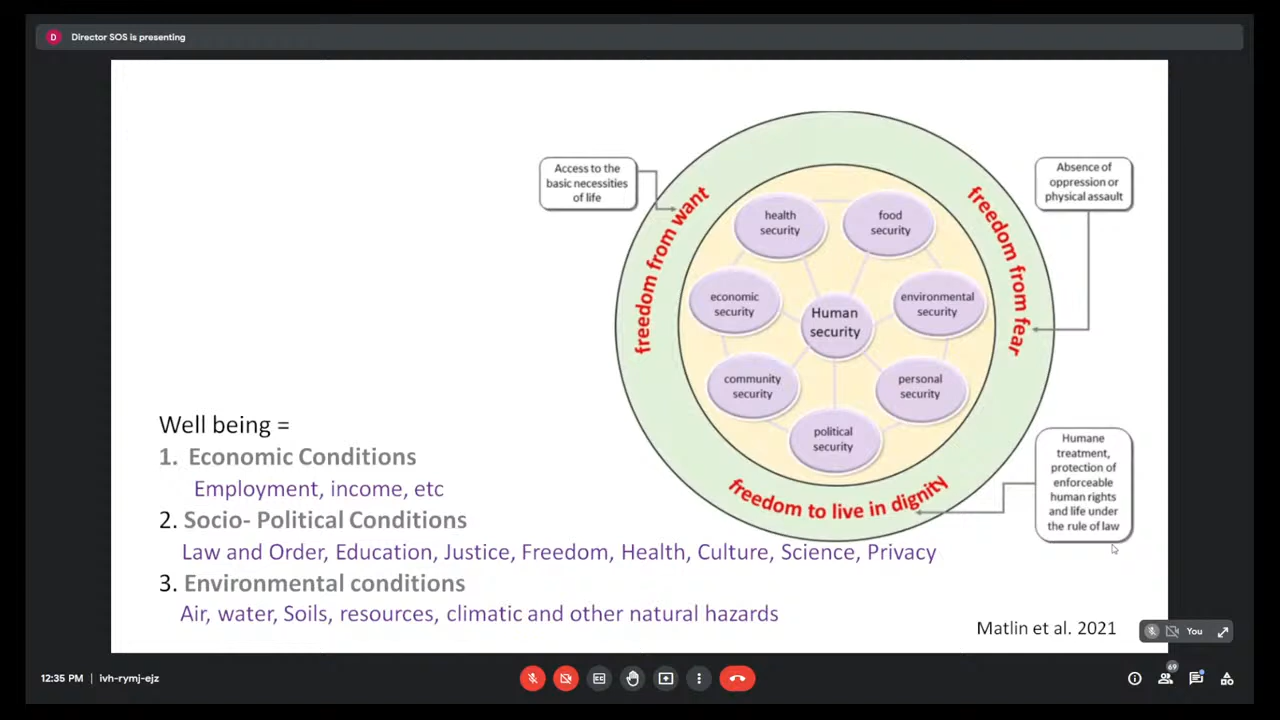 D Director SOS is presenting
Access to the
basic necessities
of life
Absence of
oppression or
physical assault
freedom from want
freedom from fear
freedom to live in dignity
health
security
food
security
economic
security
environmental
security
Human
security
community
security
personal
security
political
security
Humane
treatment,
protection of
enforceable
human rights
and life under
the rule of law
Well being =
1. Economic Conditions
Employment, income, etc
2. Socio- Political Conditions
Law and Order, Education, Justice, Freedom, Health, Culture, Science, Privacy
3. Environmental conditions
Air, water, Soils, resources, climatic and other natural hazards
Matlin et al. 2021
You
12:35 PM | ivh-rymj-ejz
69